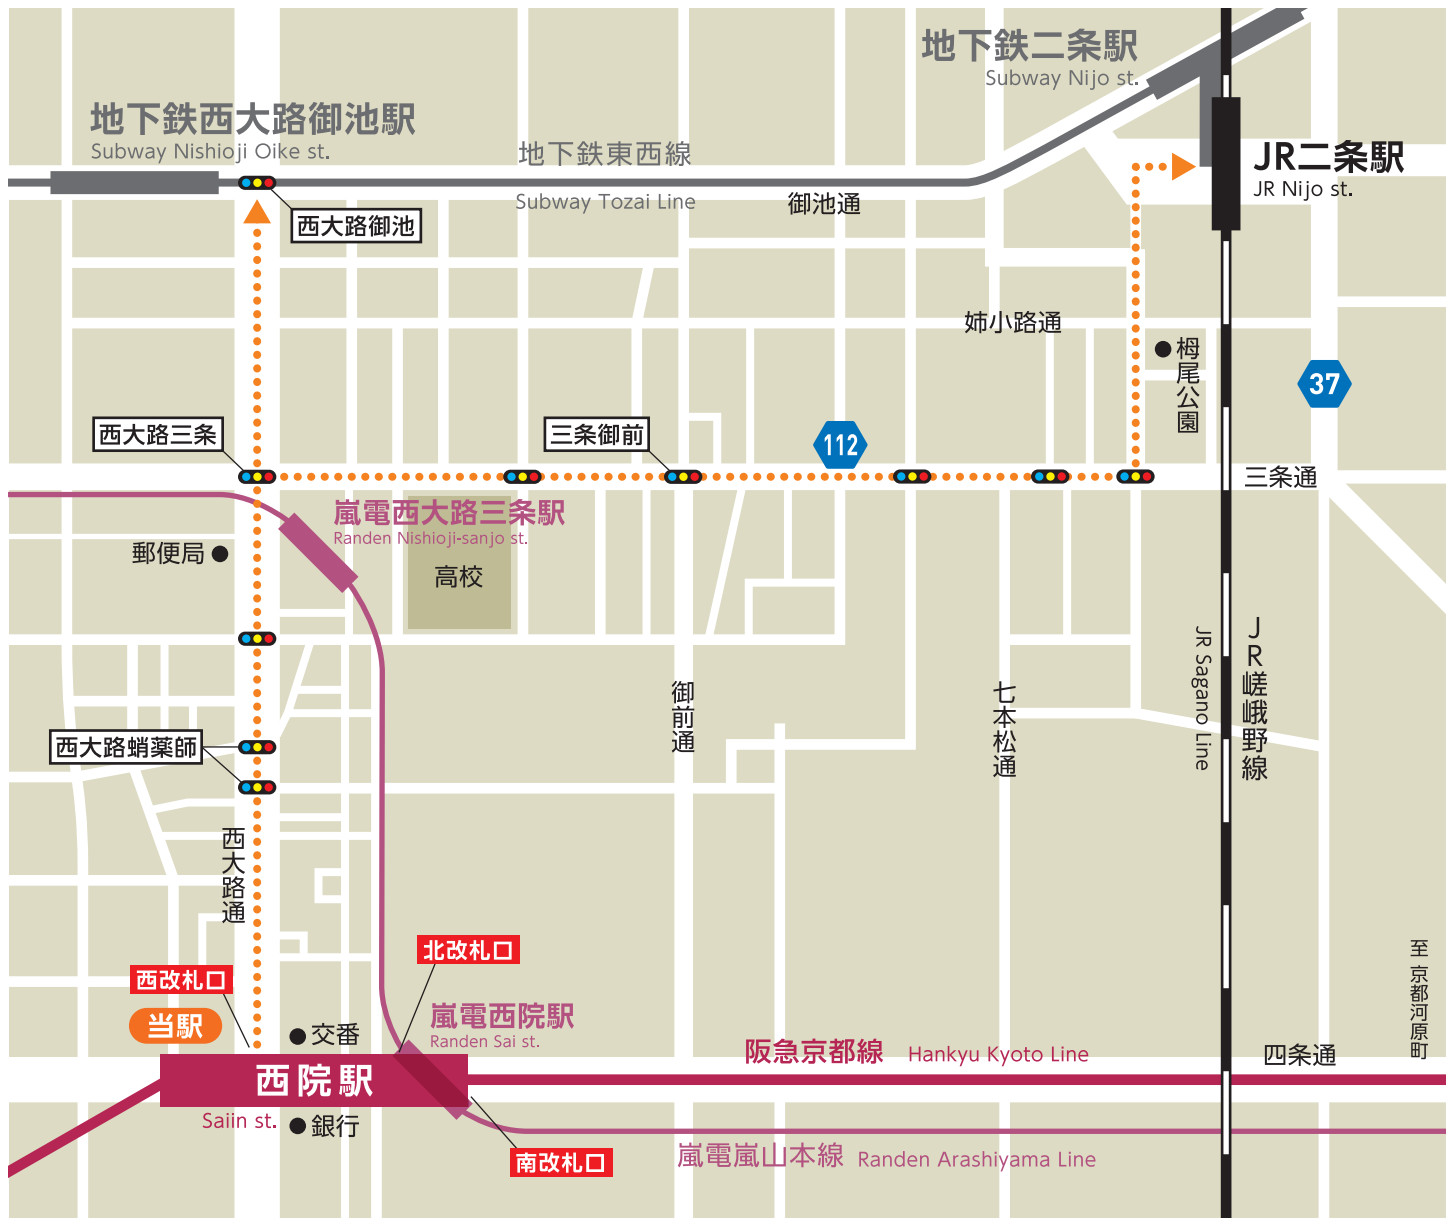 地下鉄二条駅
Subway Nijo st.
地下鉄西大路御池駅
Subway Nishioji Oike st.
地下鉄東西線
Subway Tozai Line
御池通
JR二条駅
JR Nijo st.
西大路御池
姉小路通
栂尾公園
37
西大路三条
三条御前
112
三条通
嵐電西大路三条駅
Randen Nishioji-sanjo st.
郵便局
高校
御前通
七本松通
JR Sagano Line
JR嵯峨野線
西大路蛸薬師
西大路通
西改札口
北改札口
当駅
交番
嵐電西院駅
Randen Sai st.
阪急京都線 Hankyu Kyoto Line
四条通
至 京都河原町
西院駅
Saiin st.
銀行
南改札口
嵐電嵐山本線 Randen Arashiyama Line